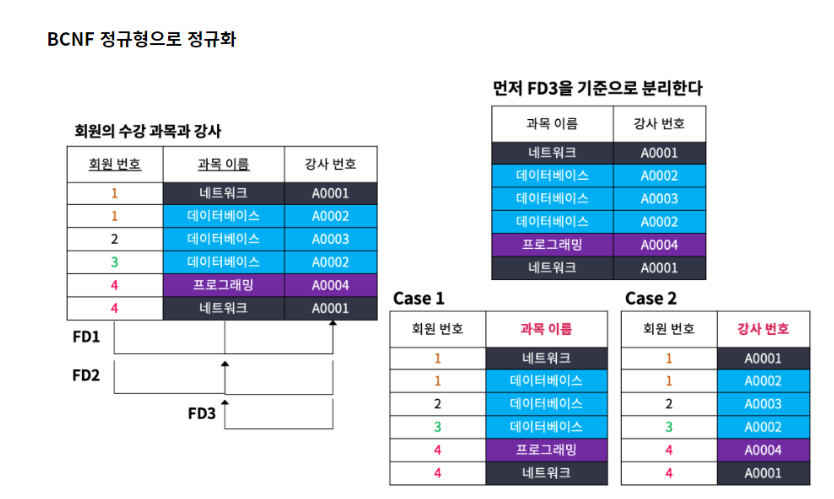 BCNF 정규형으로 정규화
회원의 수강 과목과 강사
회원 번호 과목 이름 강사 번호
1 네트워크 A0001
1 데이터베이스 A0002
2 데이터베이스 A0003
3 데이터베이스 A0002
4 프로그래밍 A0004
4 네트워크 A0001
FD1
FD2
FD3
먼저 FD3을 기준으로 분리한다
과목 이름 강사 번호
네트워크 A0001
데이터베이스 A0002
데이터베이스 A0003
데이터베이스 A0002
프로그래밍 A0004
네트워크 A0001
Case 1
회원 번호 과목 이름
1 네트워크
1 데이터베이스
2 데이터베이스
3 데이터베이스
4 프로그래밍
4 네트워크
Case 2
회원 번호 강사 번호
1 A0001
1 A0002
2 A0003
3 A0002
4 A0004
4 A0001